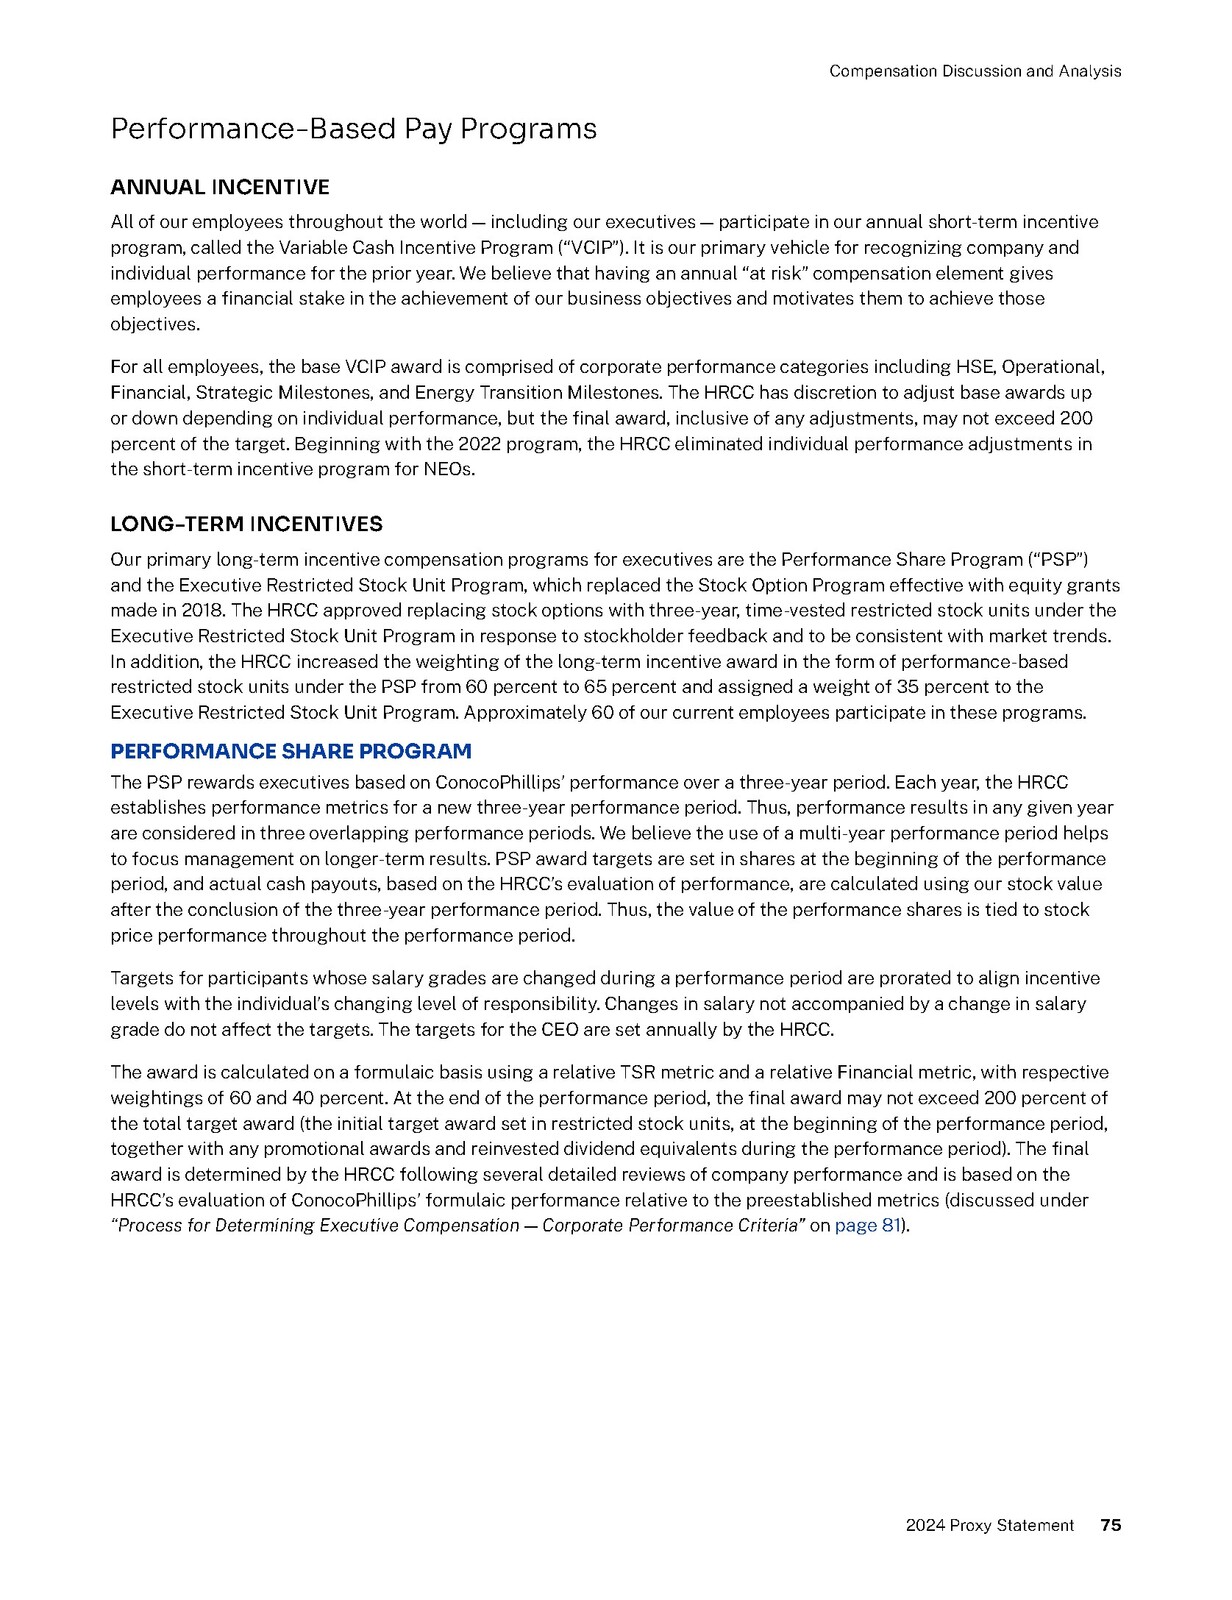 Compensation Discussion and Analysis
Performance-Based Pay Programs
ANNUAL INCENTIVE
All of our employees throughout the world — including our executives — participate in our annual short-term incentive
program, called the Variable Cash Incentive Program (“VCIP”). It is our primary vehicle for recognizing company and
individual performance for the prior year. We believe that having an annual “at risk” compensation element gives
employees a financial stake in the achievement of our business objectives and motivates them to achieve those
objectives.
For all employees, the base VCIP award is comprised of corporate performance categories including HSE, Operational,
Financial, Strategic Milestones, and Energy Transition Milestones. The HRCC has discretion to adjust base awards up
or down depending on individual performance, but the final award, inclusive of any adjustments, may not exceed 200
percent of the target. Beginning with the 2022 program, the HRCC eliminated individual performance adjustments in
the short-term incentive program for NEOs.
LONG-TERM INCENTIVES
Our primary long-term incentive compensation programs for executives are the Performance Share Program (“PSP”)
and the Executive Restricted Stock Unit Program, which replaced the Stock Option Program effective with equity grants
made in 2018. The HRCC approved replacing stock options with three-year, time-vested restricted stock units under the
Executive Restricted Stock Unit Program in response to stockholder feedback and to be consistent with market trends.
In addition, the HRCC increased the weighting of the long-term incentive award in the form of performance-based
restricted stock units under the PSP from 60 percent to 65 percent and assigned a weight of 35 percent to the
Executive Restricted Stock Unit Program. Approximately 60 of our current employees participate in these programs.
PERFORMANCE SHARE PROGRAM
The PSP rewards executives based on ConocoPhillips’ performance over a three-year period. Each year, the HRCC
establishes performance metrics for a new three-year performance period. Thus, performance results in any given year
are considered in three overlapping performance periods. We believe the use of a multi-year performance period helps
to focus management on longer-term results. PSP award targets are set in shares at the beginning of the performance
period, and actual cash payouts, based on the HRCC’s evaluation of performance, are calculated using our stock value
after the conclusion of the three-year performance period. Thus, the value of the performance shares is tied to stock
price performance throughout the performance period.
Targets for participants whose salary grades are changed during a performance period are prorated to align incentive
levels with the individual’s changing level of responsibility. Changes in salary not accompanied by a change in salary
grade do not affect the targets. The targets for the CEO are set annually by the HRCC.
The award is calculated on a formulaic basis using a relative TSR metric and a relative Financial metric, with respective
weightings of 60 and 40 percent. At the end of the performance period, the final award may not exceed 200 percent of
the total target award (the initial target award set in restricted stock units, at the beginning of the performance period,
together with any promotional awards and reinvested dividend equivalents during the performance period). The final
award is determined by the HRCC following several detailed reviews of company performance and is based on the
HRCC’s evaluation of ConocoPhillips’ formulaic performance relative to the preestablished metrics (discussed under
“Process for Determining Executive Compensation — Corporate Performance Criteria” on page 81).
2024 Proxy Statement 75